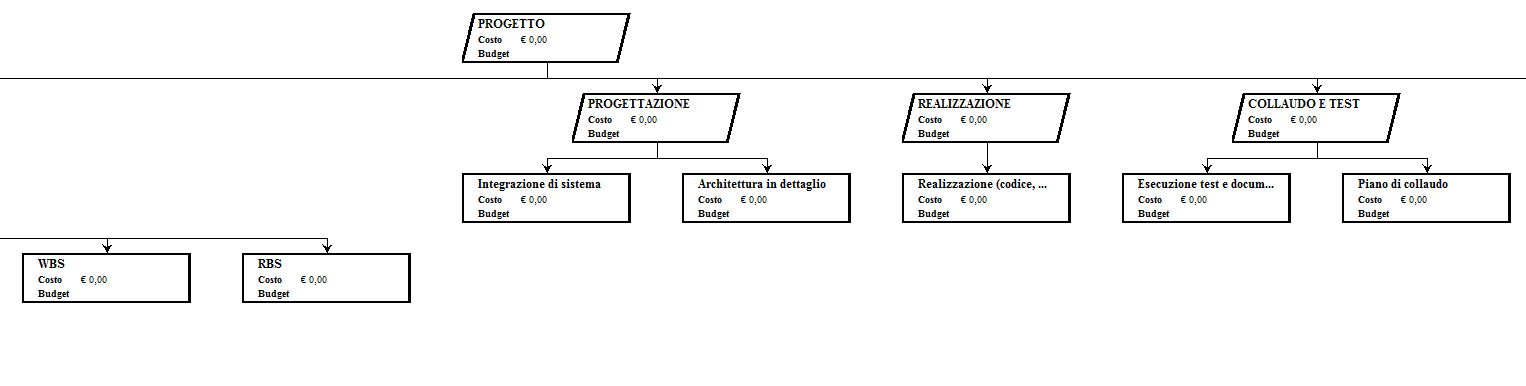 PROGETTO
Costo € 0,00
Budget
PROGETTAZIONE
Costo € 0,00
Budget
REALIZZAZIONE
Costo € 0,00
Budget
COLLAUDO E TEST
Costo € 0,00
Budget
Integrazione di sistema
Costo € 0,00
Budget
Architettura in dettaglio
Costo € 0,00
Budget
Realizzazione (codice, ...
Costo € 0,00
Budget
Esecuzione test e docum...
Costo € 0,00
Budget
Piano di collaudo
Costo € 0,00
Budget
WBS
Costo € 0,00
Budget
RBS
Costo € 0,00
Budget